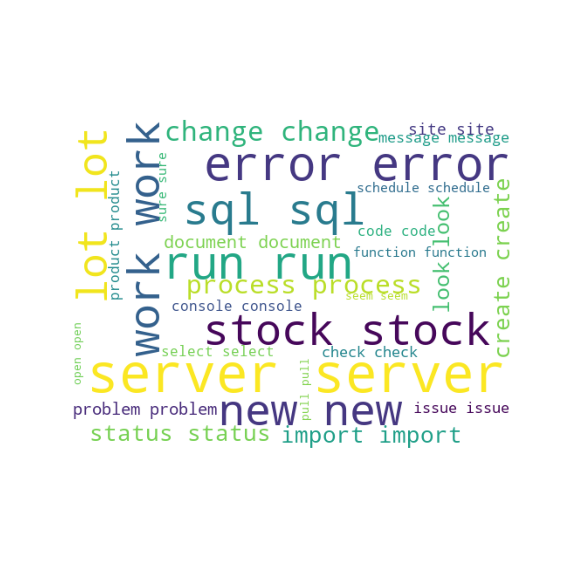 change change
site site
message message
error error
lot lot
work work
sure sure
product product
schedule schedule
sql sql
code code
look look
create create
document document
function function
run run
process process
seem seem
console console
work work
stock stock
open open
select select
check check
server server
pull pull
problem problem
new new
issue issue
status status
import import